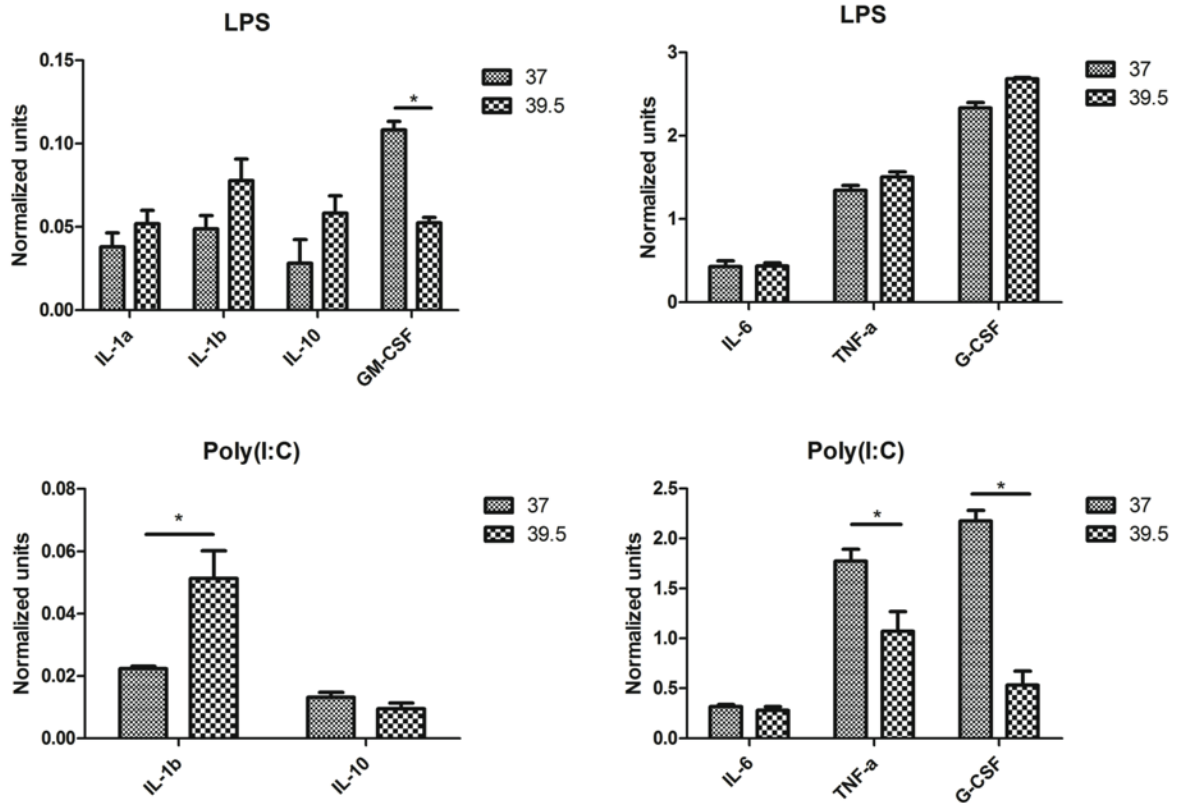 LPS
Normalized units
0.15
0.10
0.05
0.00
IL-1a
IL-1b
IL-10
GM-CSF
*
37
39.5
LPS
Normalized units
3
2
1
0
IL-6
TNF-a
G-CSF
37
39.5
Poly(I:C)
Normalized units
0.08
0.06
0.04
0.02
0.00
IL-1b
IL-10
*
37
39.5
Poly(I:C)
Normalized units
2.5
2.0
1.5
1.0
0.5
0.0
IL-6
TNF-a
G-CSF
*
*
37
39.5